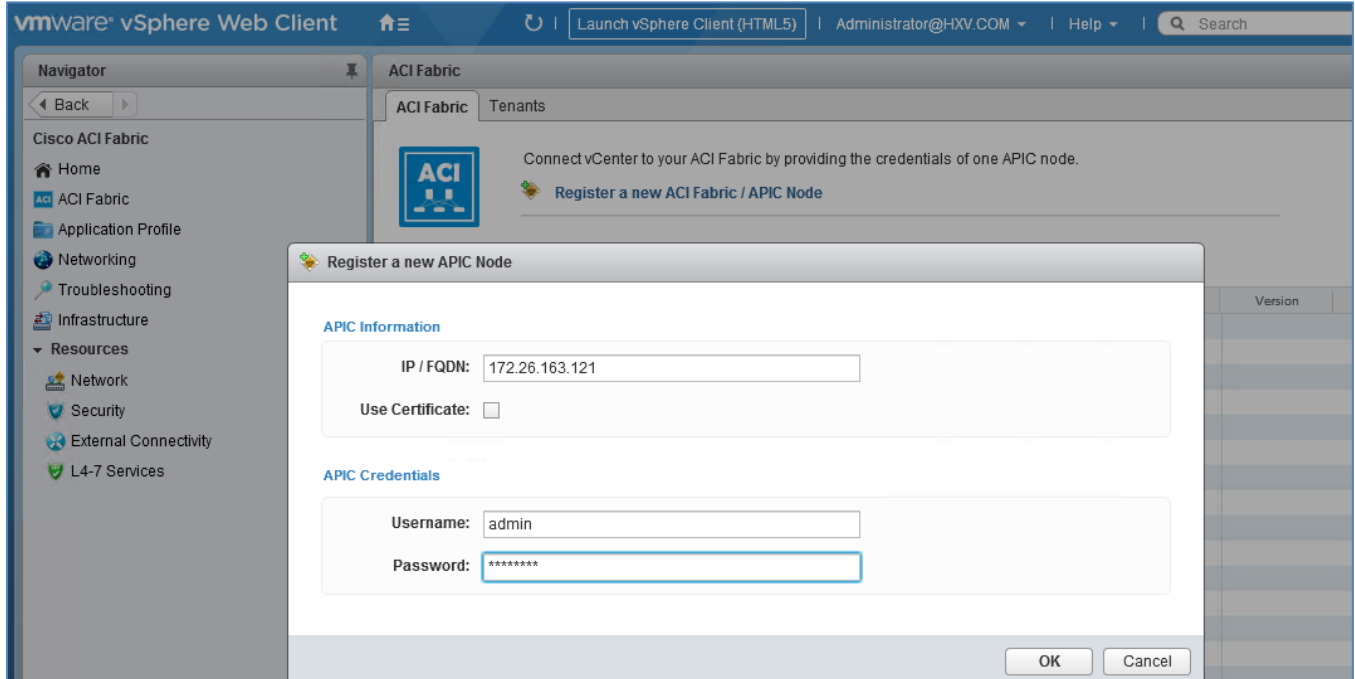 vmware® vSphere Web Client
Launch vSphere Client (HTML5) | Administrator@HXV.COM | Help | Search
Navigator
Back
Cisco ACI Fabric
Home
ACI Fabric
Application Profile
Networking
Troubleshooting
Infrastructure
Resources
Network
Security
External Connectivity
L4-7 Services
ACI Fabric
ACI Fabric Tenants
ACI
Connect vCenter to your ACI Fabric by providing the credentials of one APIC node.
Register a new ACI Fabric / APIC Node
Version
Register a new APIC Node
APIC Information
IP / FQDN: 172.26.163.121
Use Certificate:
APIC Credentials
Username: admin
Password: ********
OK Cancel